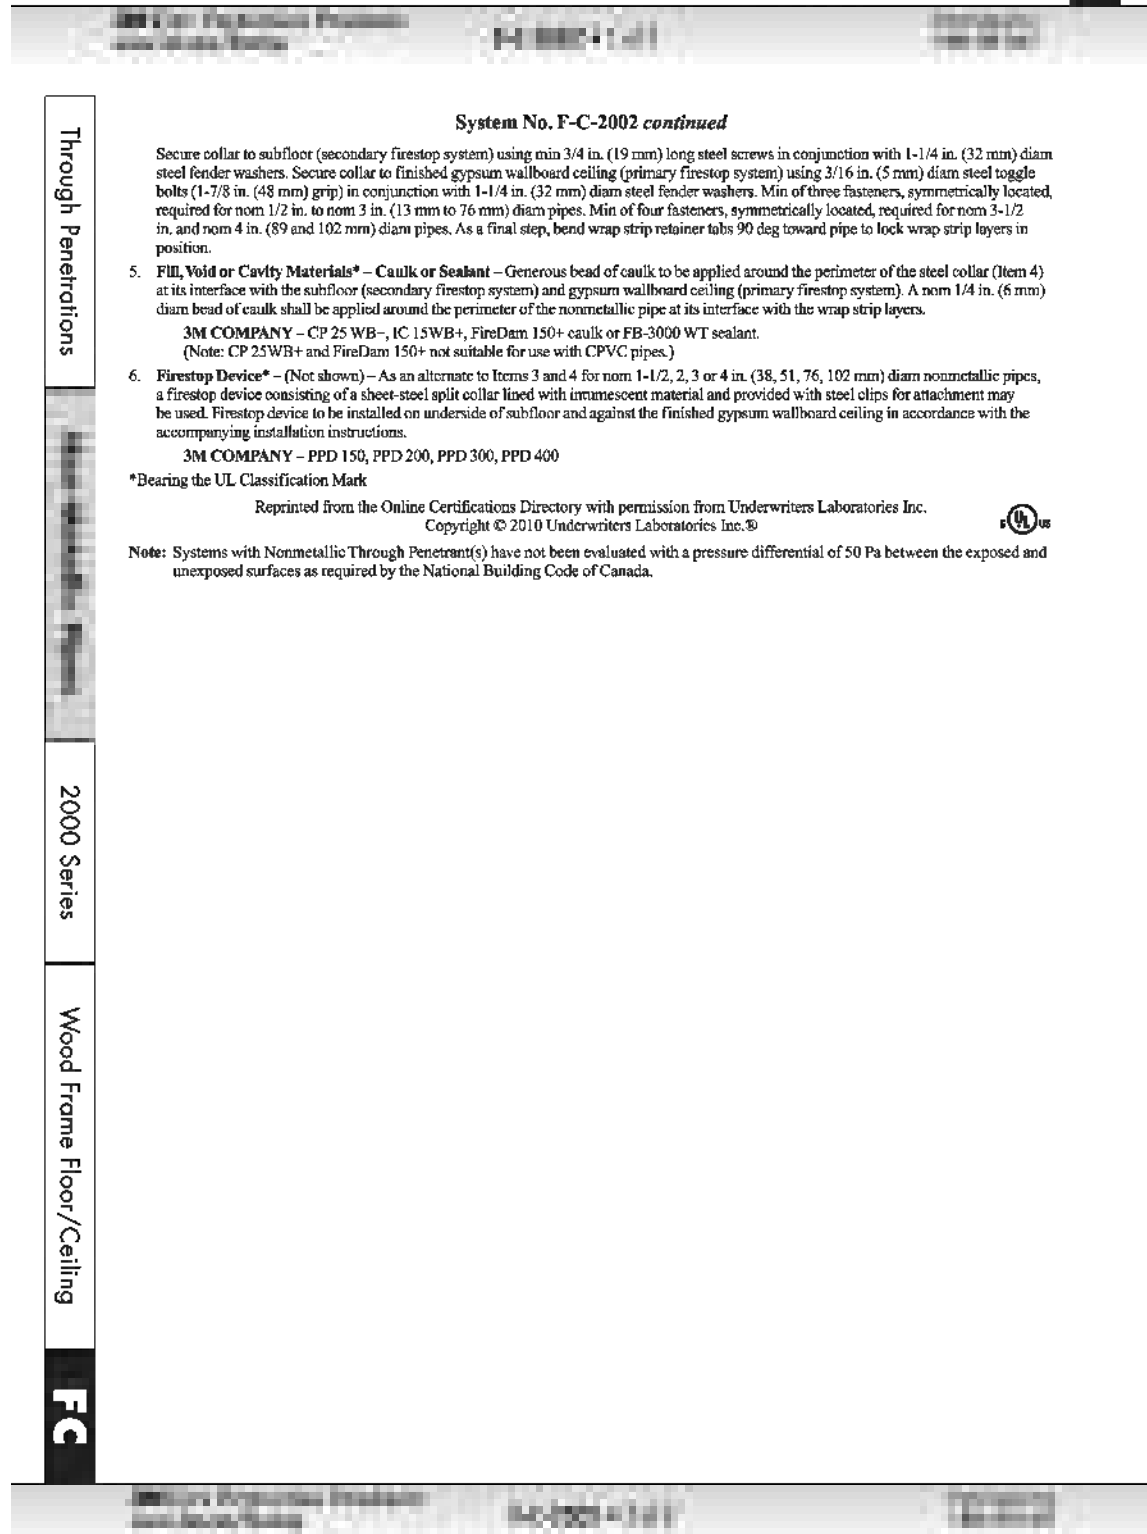 System No. F-C-2002 continued
Secure collar to subfloor (secondary firestop system) using min 3/4 in. (19 mm) long steel screws in conjunction with 1-1/4 in. (32 mm) diam
steel fender washers. Secure collar to finished gypsum wallboard ceiling (primary firestop system) using 3/16 in. (5 mm) diam steel toggle
bolts (1-7/8 in. (48 mm) grip) in conjunction with 1-1/4 in. (32 mm) diam steel fender washers. Min of three fasteners, symmetrically located,
required for nom 1/2 in. to nom 3 in. (13 mm to 76 mm) diam pipes. Min of four fasteners, symmetrically located, required for nom 3-1/2
in. and nom 4 in. (89 and 102 mm) diam pipes. As a final step, bend wrap strip retainer tabs 90 deg toward pipe to lock wrap strip layers in
position.
5. Fill, Void or Cavity Materials* – Caulk or Sealant – Generous bead of caulk to be applied around the perimeter of the steel collar (Item 4)
at its interface with the subfloor (secondary firestop system) and gypsum wallboard ceiling (primary firestop system). A nom 1/4 in. (6 mm)
diam bead of caulk shall be applied around the perimeter of the nonmetallic pipe at its interface with the wrap strip layers.
3M COMPANY – CP 25 WB+, IC 15WB+, FireDam 150+ caulk or FB-3000 WT sealant.
(Note: CP 25WB+ and FireDam 150+ not suitable for use with CPVC pipes.)
6. Firestop Device* – (Not shown) – As an alternate to Items 3 and 4 for nom 1-1/2, 2, 3 or 4 in. (38, 51, 76, 102 mm) diam nonmetallic pipes,
a firestop device consisting of a sheet-steel split collar lined with intumescent material and provided with steel clips for attachment may
be used. Firestop device to be installed on underside of subfloor and against the finished gypsum wallboard ceiling in accordance with the
accompanying installation instructions.
3M COMPANY – PPD 150, PPD 200, PPD 300, PPD 400
*Bearing the UL Classification Mark
Reprinted from the Online Certifications Directory with permission from Underwriters Laboratories Inc.
Copyright © 2010 Underwriters Laboratories Inc.®
c UL us
Note: Systems with Nonmetallic Through Penetrant(s) have not been evaluated with a pressure differential of 50 Pa between the exposed and
unexposed surfaces as required by the National Building Code of Canada.
Through Penetrations
2000 Series
Wood Frame Floor/Ceiling
FC